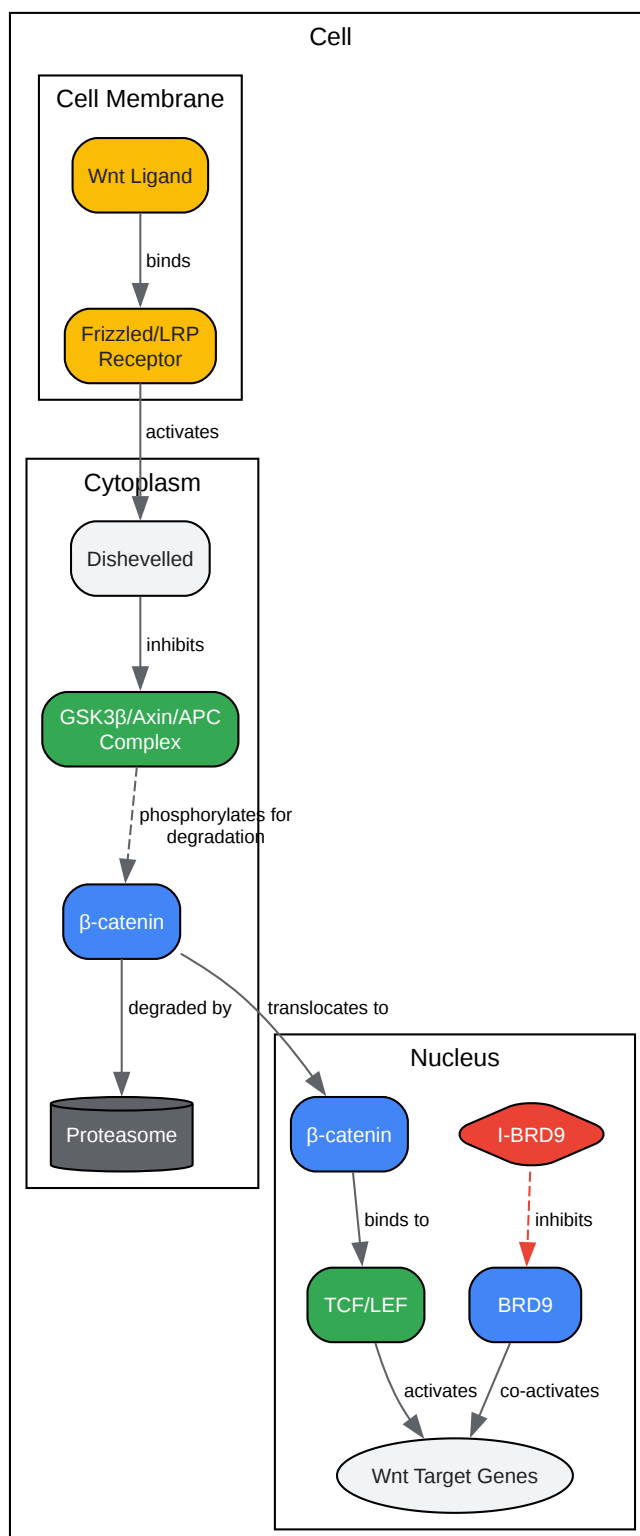 Cell
Cell Membrane
Wnt Ligand
binds
Frizzled/LRP
Receptor
activates
Cytoplasm
Dishevelled
inhibits
GSK3β/Axin/APC
Complex
phosphorylates for
degradation
β-catenin
degraded by
translocates to
Proteasome
Nucleus
β-catenin
I-BRD9
binds to
inhibits
TCF/LEF
BRD9
activates
co-activates
Wnt Target Genes